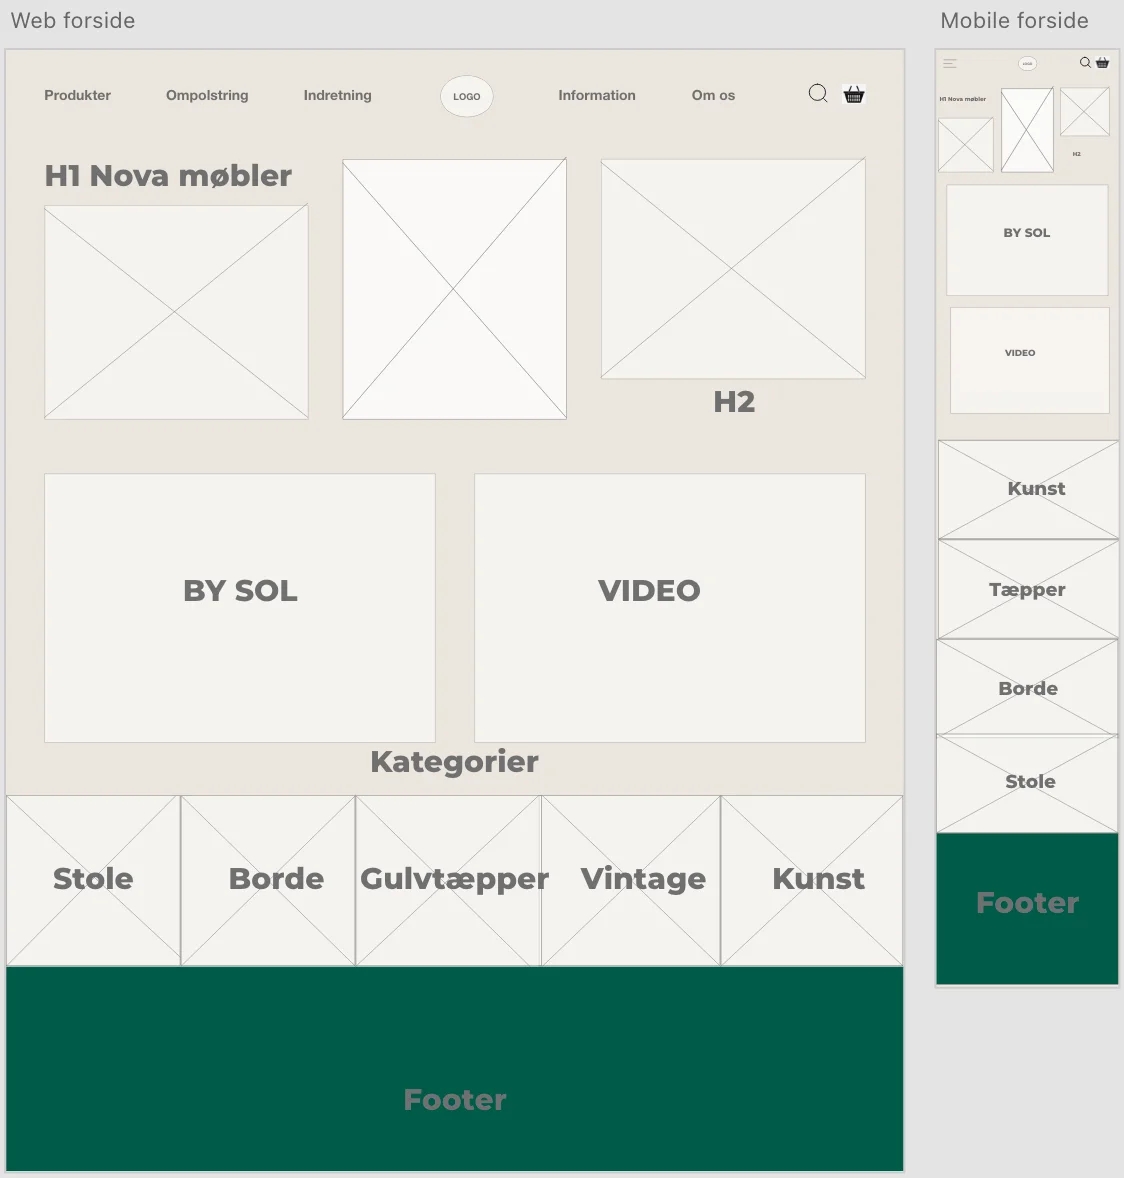 Web forside
Produkter
Ompolstring
Indretning
LOGO
Information
Om os
H1 Nova møbler
H2
BY SOL
VIDEO
Kategorier
Stole
Borde
Gulvtæpper
Vintage
Kunst
Footer
Mobile forside
LOGO
H1 Nova møbler
H2
BY SOL
VIDEO
Kunst
Tæpper
Borde
Stole
Footer